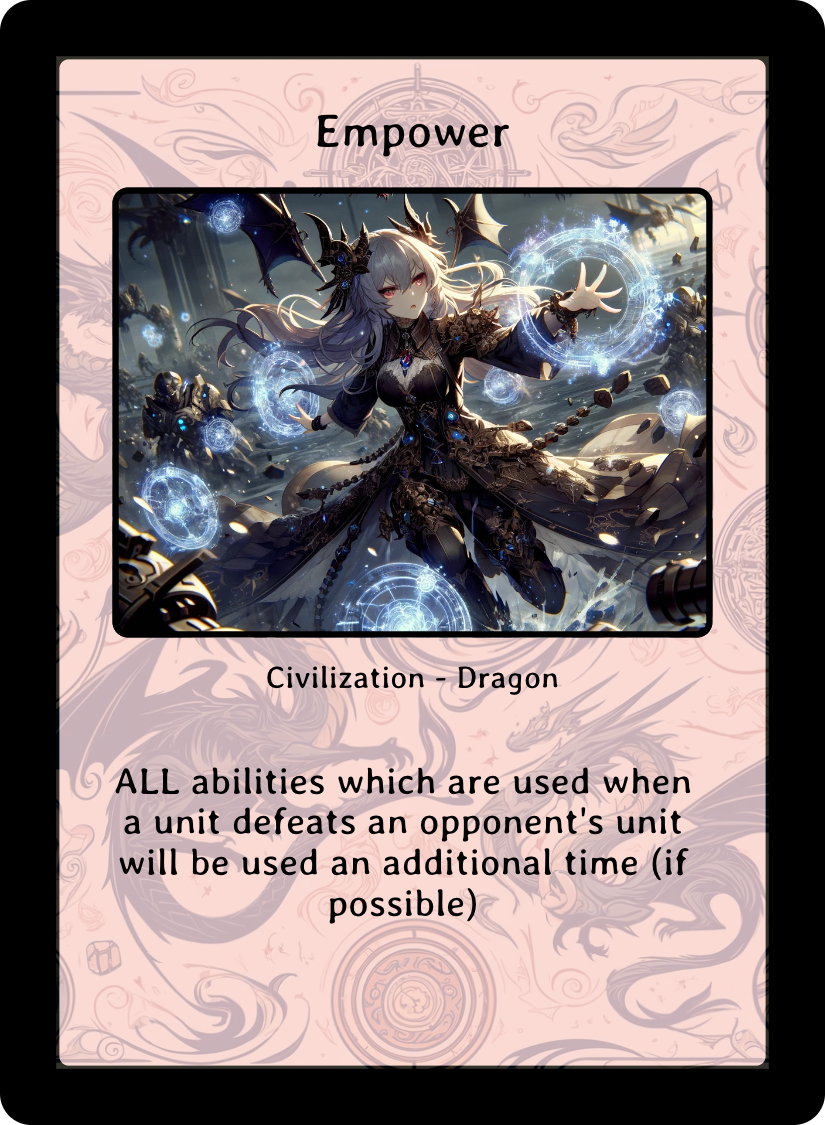 Empower
Civilization - Dragon
ALL abilities which are used when
a unit defeats an opponent's unit
will be used an additional time (if
possible)